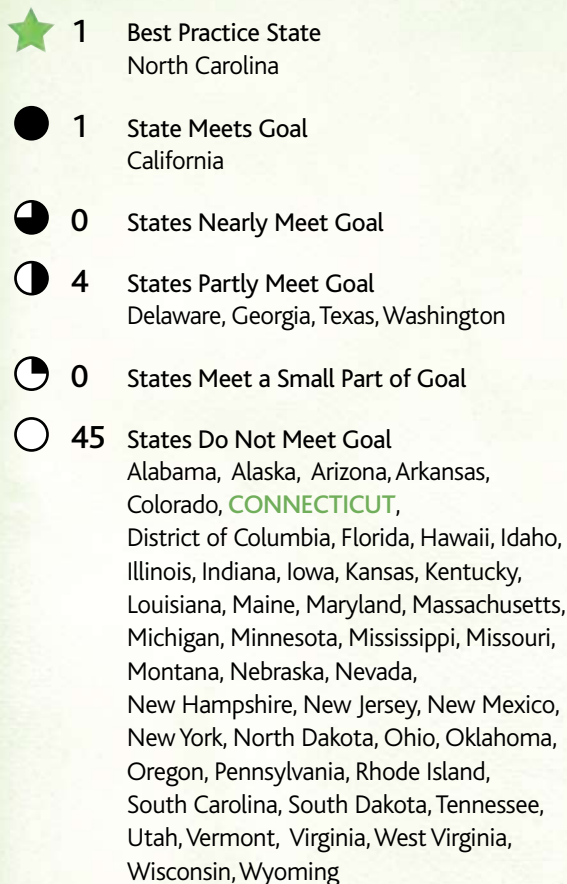 1 Best Practice State
North Carolina
1 State Meets Goal
California
0 States Nearly Meet Goal
4 States Partly Meet Goal
Delaware, Georgia, Texas, Washington
0 States Meet a Small Part of Goal
45 States Do Not Meet Goal
Alabama, Alaska, Arizona, Arkansas,
Colorado, CONNECTICUT,
District of Columbia, Florida, Hawaii, Idaho,
Illinois, Indiana, Iowa, Kansas, Kentucky,
Louisiana, Maine, Maryland, Massachusetts,
Michigan, Minnesota, Mississippi, Missouri,
Montana, Nebraska, Nevada,
New Hampshire, New Jersey, New Mexico,
New York, North Dakota, Ohio, Oklahoma,
Oregon, Pennsylvania, Rhode Island,
South Carolina, South Dakota, Tennessee,
Utah, Vermont, Virginia, West Virginia,
Wisconsin, Wyoming